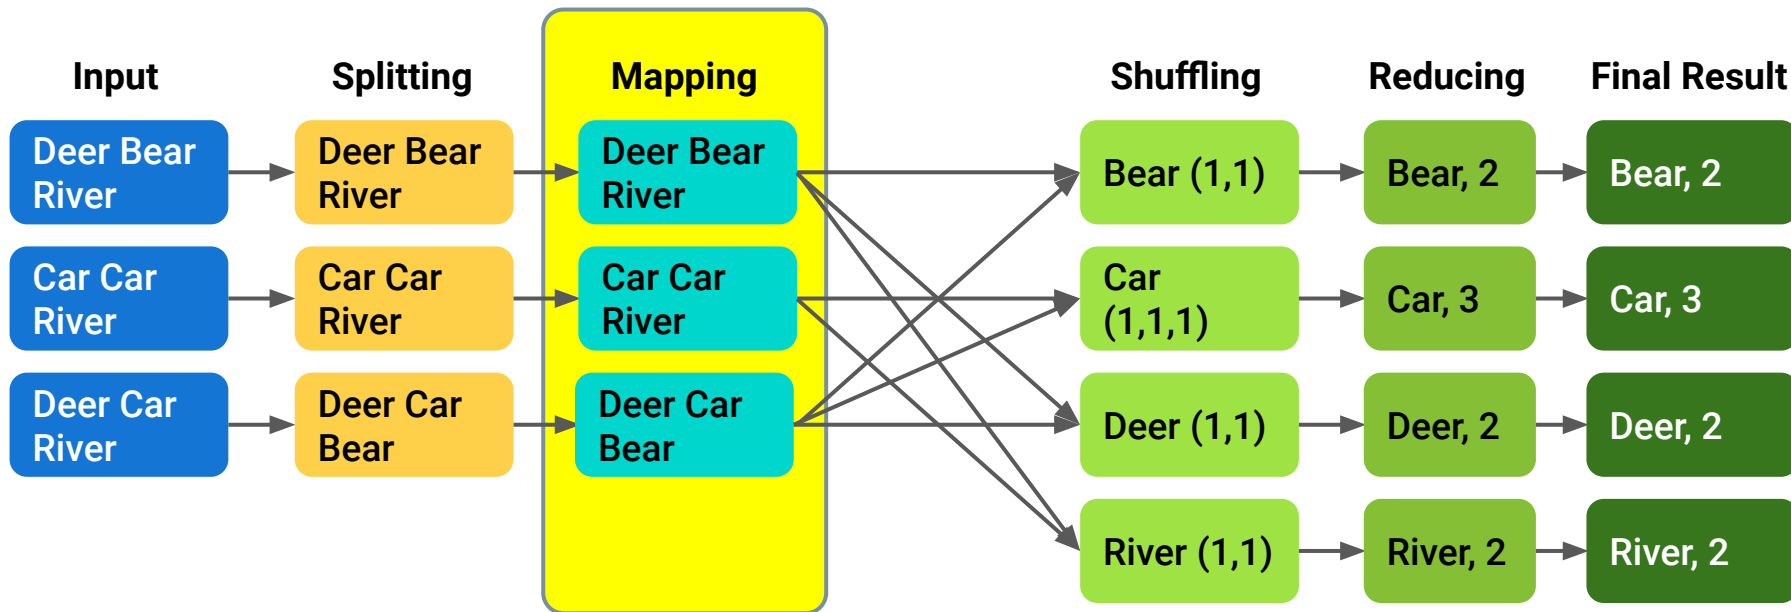 Input
Splitting
Mapping
Shuffling
Reducing
Final Result
Deer Bear
River
Deer Bear
River
Deer Bear
River
Bear (1,1)
Bear, 2
Bear, 2
Car Car
River
Car Car
River
Car Car
River
Car
(1,1,1)
Car, 3
Car, 3
Deer Car
River
Deer Car
Bear
Deer Car
Bear
Deer (1,1)
Deer, 2
Deer, 2
River (1,1)
River, 2
River, 2